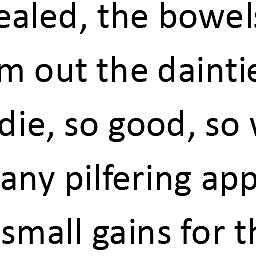 ealed, the bowels
m out the daintie
die, so good, so
any pilfering app
small gains for th